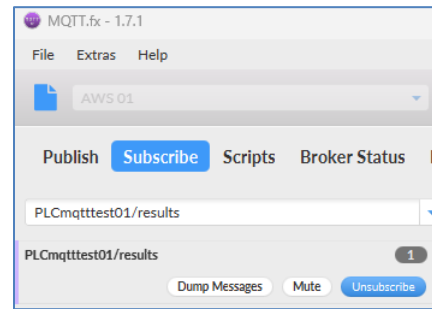 MQTT.fx - 1.7.1
File Extras Help
AWS 01
Publish Subscribe Scripts Broker Status
PLCmqtttest01/results
PLCmqtttest01/results 1
Dump Messages Mute Unsubscribe